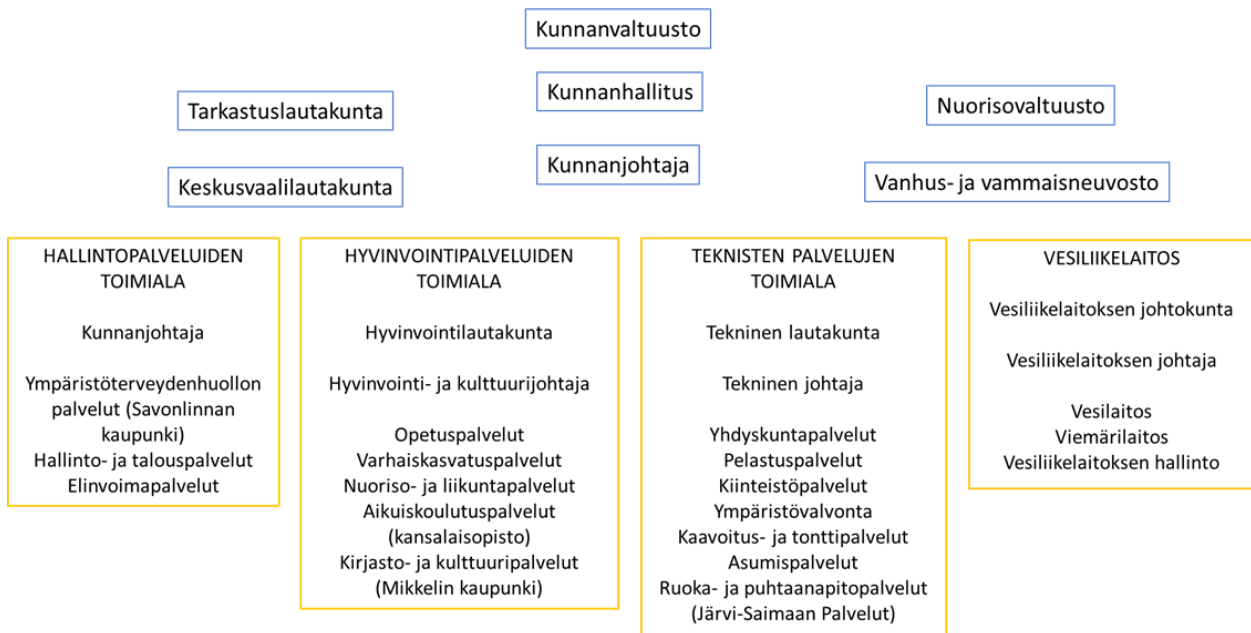 Kunnanvaltuusto
Kunnanhallitus
Tarkastuslautakunta
Nuorisovaltuusto
Kunnanjohtaja
Keskusvaalilautakunta
Vanhus- ja vammaisneuvosto
HALLINTOPALVELUIDEN
TOIMIALA
Kunnanjohtaja
Ympäristöterveydenhuollon
palvelut (Savonlinnan
kaupunki)
Hallinto- ja talouspalvelut
Elinvoimapalvelut
HYVINVOINTIPALVELUIDEN
TOIMIALA
Hyvinvointilautakunta
Hyvinvointi- ja kulttuurijohtaja
Opetuspalvelut
Varhaiskasvatuspalvelut
Nuoriso- ja liikuntapalvelut
Aikuiskoulutuspalvelut
(kansalaisopisto)
Kirjasto- ja kulttuuripalvelut
(Mikkelin kaupunki)
TEKNISTEN PALVELUJEN
TOIMIALA
Tekninen lautakunta
Tekninen johtaja
Yhdyskuntapalvelut
Pelastuspalvelut
Kiinteistöpalvelut
Ympäristövalvonta
Kaavoitus- ja tonttipalvelut
Asumispalvelut
Ruoka- ja puhtaanapitopalvelut
(Järvi-Saimaan Palvelut)
VESILIIKELAITOS
Vesiliikelaitoksen johtokunta
Vesiliikelaitoksen johtaja
Vesilaitos
Viemärilaitos
Vesiliikelaitoksen hallinto